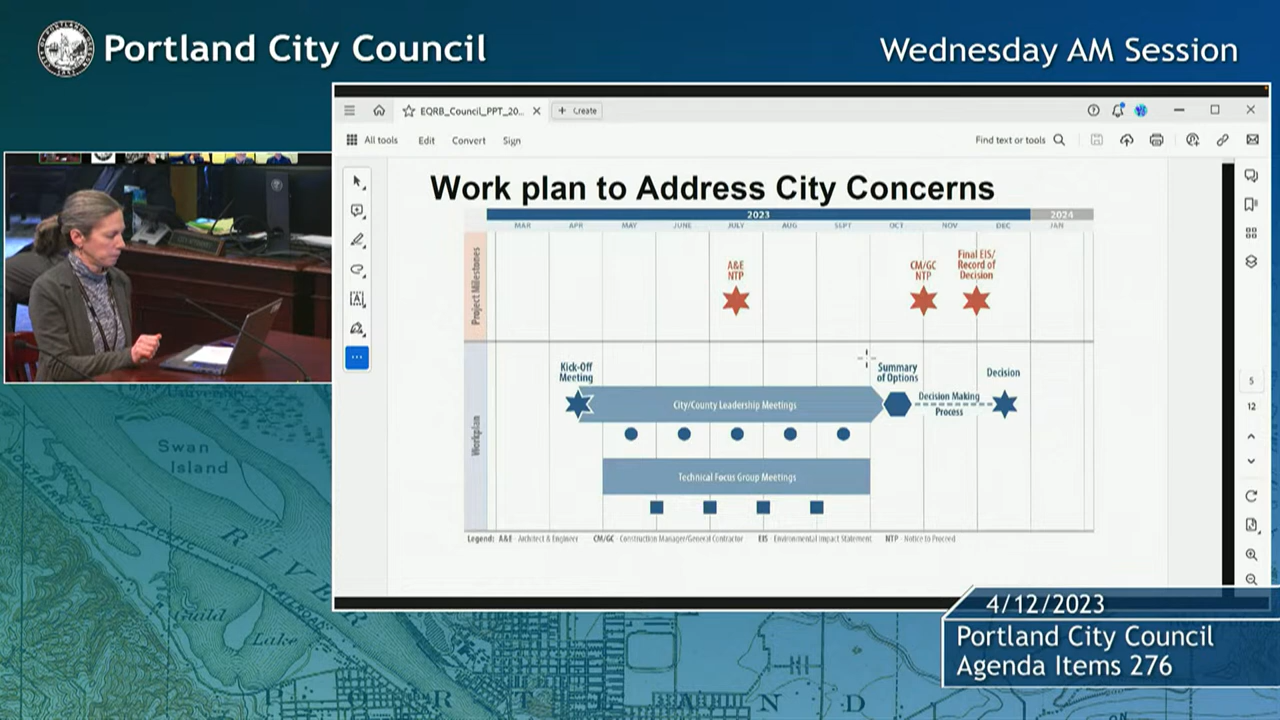 Portland City Council
Wednesday AM Session
EQRB_Council_PPT_20...
Create
All tools
Edit
Convert
Sign
Find text or tools
Work plan to Address City Concerns
2023
2024
MAR
APR
MAY
JUNE
JULY
AUG
SEPT
OCT
NOV
DEC
JAN
Project Milestones
A&E
NTP
CM/GC
NTP
Final EIS/
Record of
Decision
Workplan
Kick-Off
Meeting
City/County Leadership Meetings
Summary
of Options
Decision Making
Process
Decision
Technical Focus Group Meetings
Legend: A&E - Architect & Engineer
CM/GC - Construction Manager/General Contractor
EIS - Environmental Impact Statement
NTP - Notice to Proceed
5
12
Swan
Island
RIVER
Guild
Lake
4/12/2023
Portland City Council
Agenda Items 276